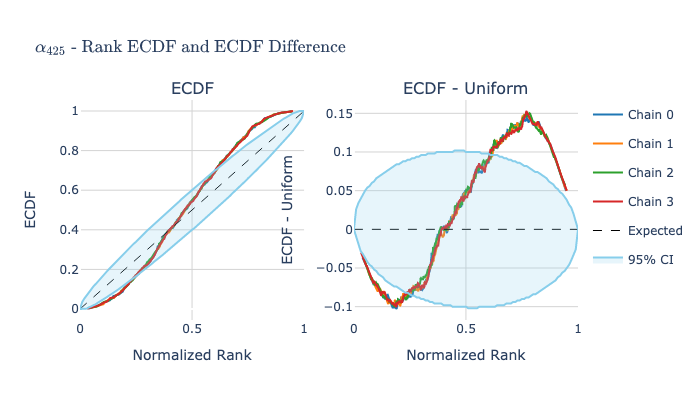 α₄₂₅ - Rank ECDF and ECDF Difference
ECDF
ECDF - Uniform
1
0.8
0.6
0.4
0.2
0
ECDF
0
0.5
1
Normalized Rank
0.15
0.1
0.05
0
−0.05
−0.1
ECDF - Uniform
0
0.5
1
Normalized Rank
Chain 0
Chain 1
Chain 2
Chain 3
Expected
95% CI